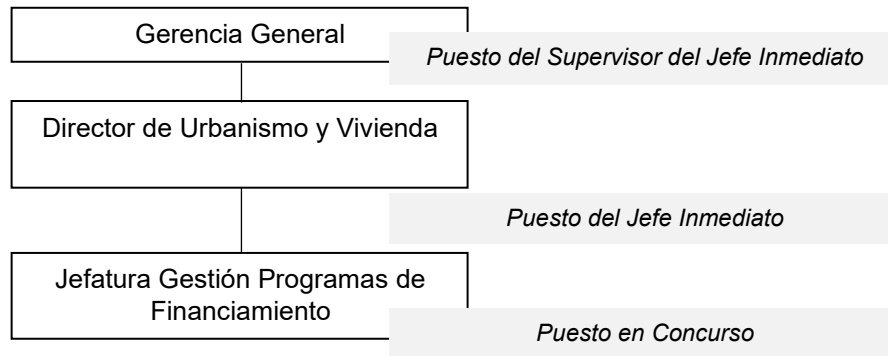 Gerencia General
Puesto del Supervisor del Jefe Inmediato
Director de Urbanismo y Vivienda
Puesto del Jefe Inmediato
Jefatura Gestión Programas de
Financiamiento
Puesto en Concurso